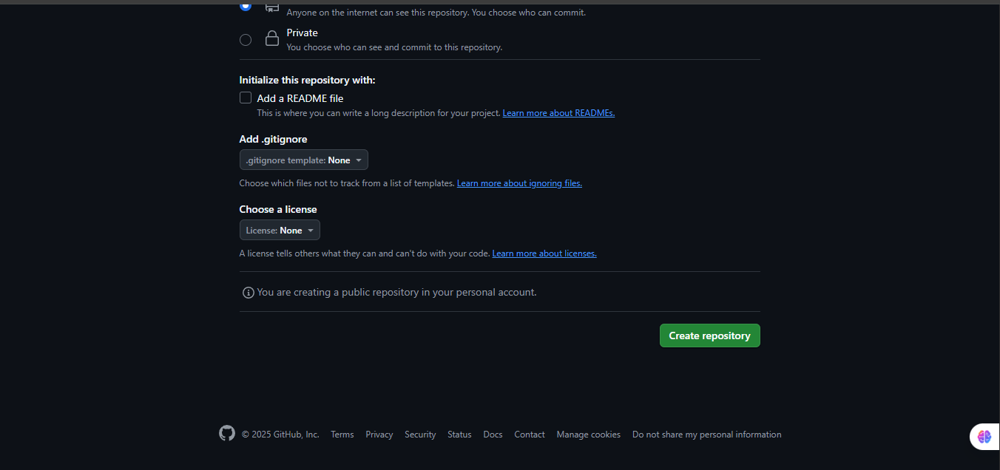 Anyone on the internet can see this repository. You choose who can commit.
Private
You choose who can see and commit to this repository.
Initialize this repository with:
Add a README file
This is where you can write a long description for your project. Learn more about READMEs.
Add .gitignore
.gitignore template: None
Choose which files not to track from a list of templates. Learn more about ignoring files.
Choose a license
License: None
A license tells others what they can and can't do with your code. Learn more about licenses.
You are creating a public repository in your personal account.
Create repository
© 2025 GitHub, Inc. Terms Privacy Security Status Docs Contact Manage cookies Do not share my personal information